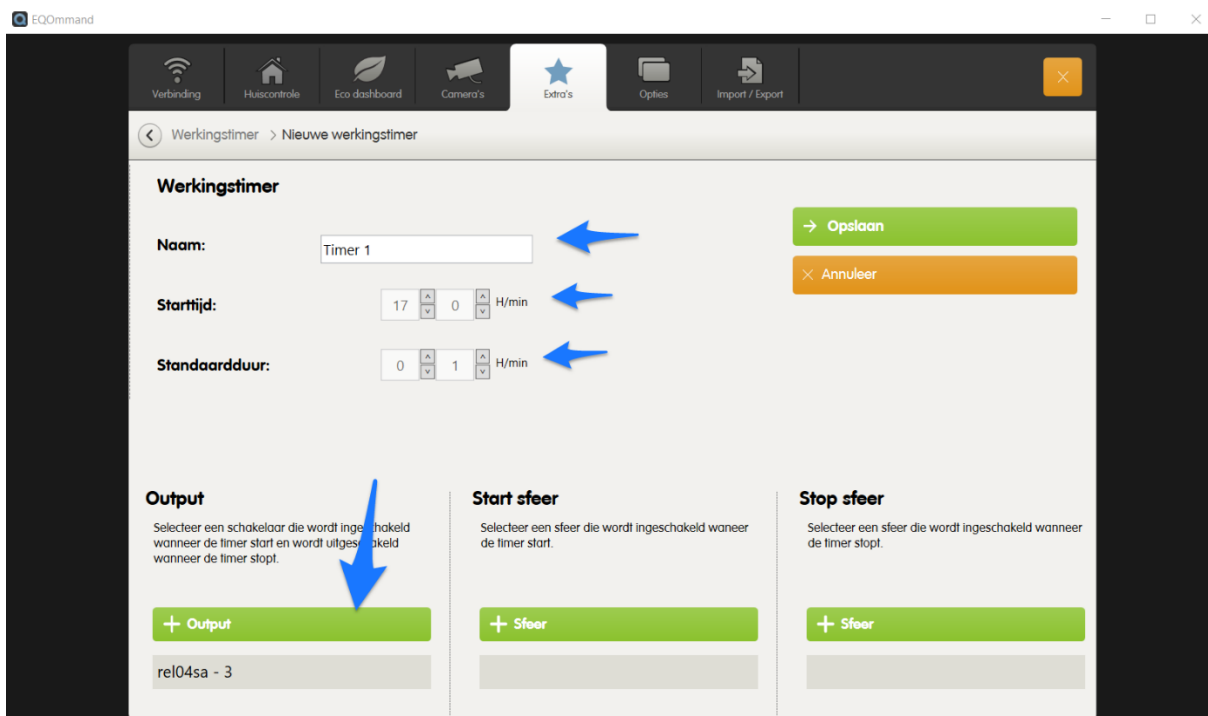 EQOmmand
Verbinding
Huiscontrole
Eco dashboard
Camera's
Extra's
Opties
Import / Export
Werkingstimer > Nieuwe werkingstimer
Werkingstimer
Naam:
Timer 1
Starttijd:
17 0 H/min
Standaardduur:
0 1 H/min
Opslaan
Annuleer
Output
Selecteer een schakelaar die wordt ingeschakeld
wanneer de timer start en wordt uitgeschakeld
wanneer de timer stopt.
+ Output
rel04sa - 3
Start sfeer
Selecteer een sfeer die wordt ingeschakeld waneer
de timer start.
+ Sfeer
Stop sfeer
Selecteer een sfeer die wordt ingeschakeld wanneer
de timer stopt.
+ Sfeer